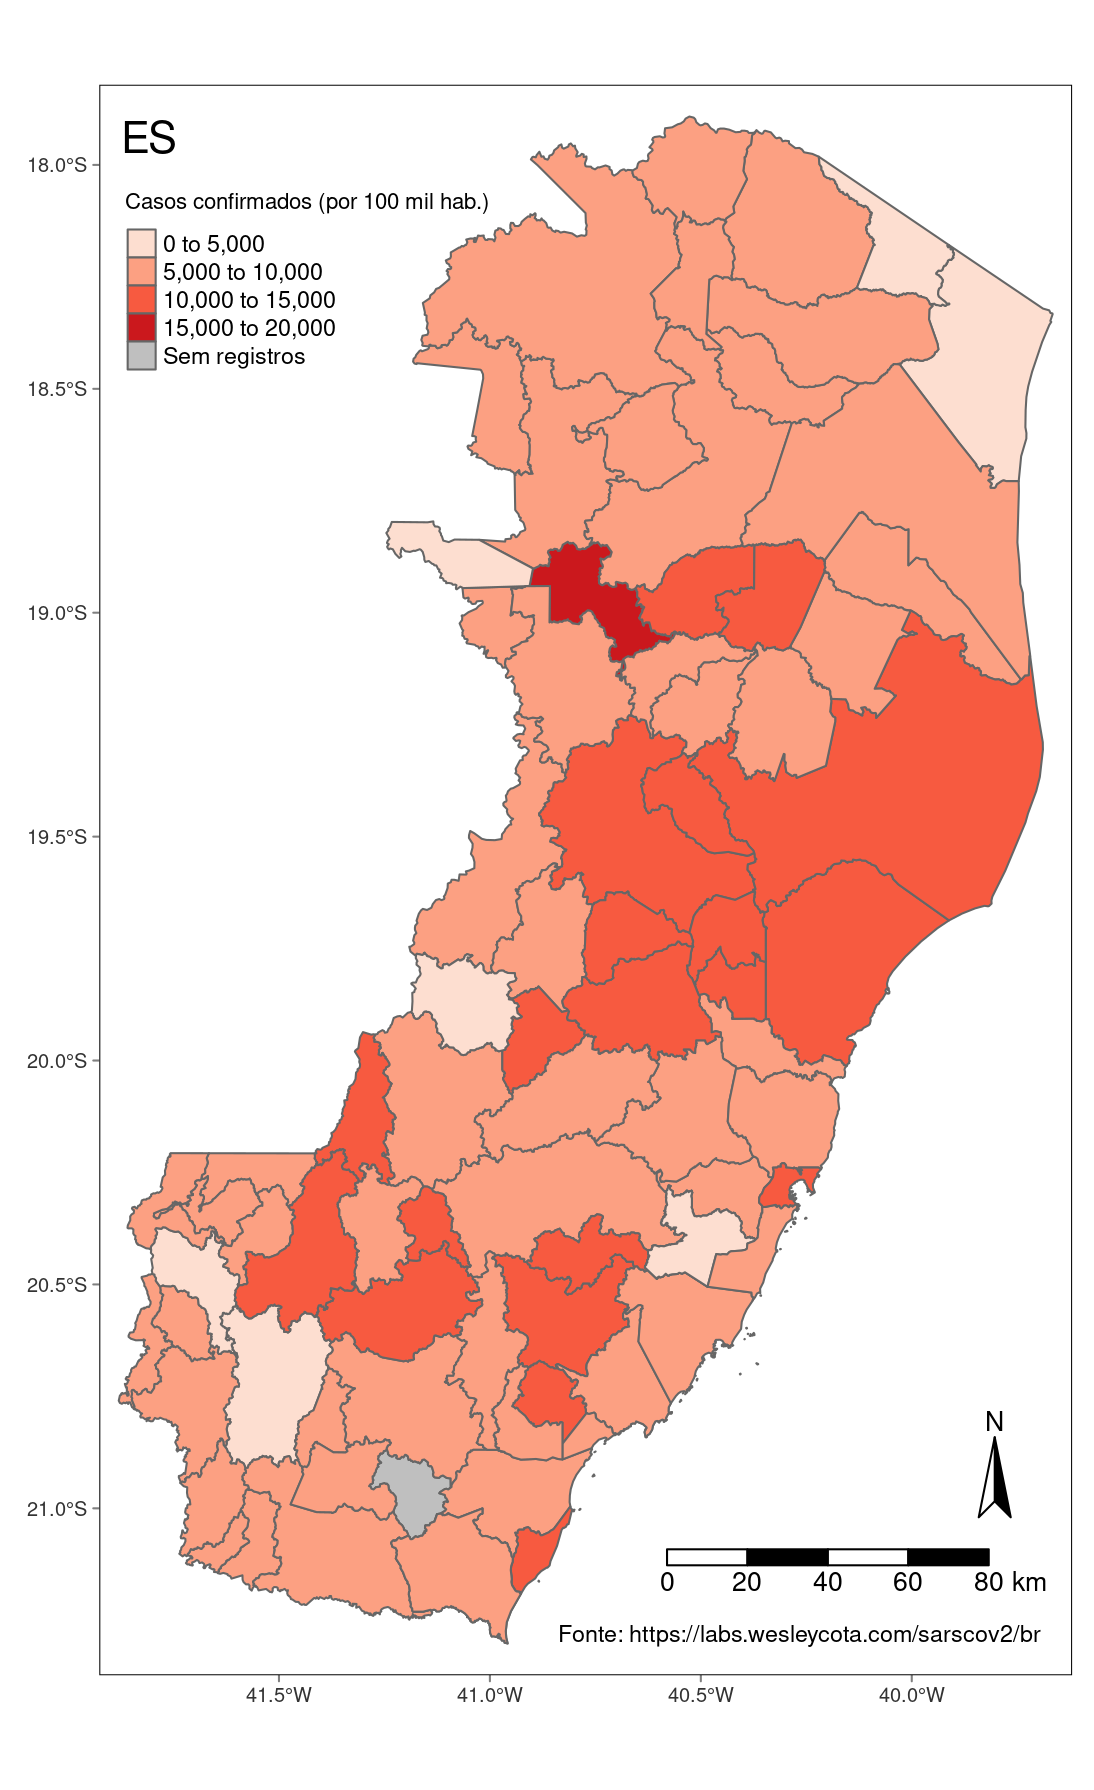 ES
Casos confirmados (por 100 mil hab.)
0 to 5,000
5,000 to 10,000
10,000 to 15,000
15,000 to 20,000
Sem registros
18.0°S
18.5°S
19.0°S
19.5°S
20.0°S
20.5°S
21.0°S
N
0 20 40 60 80 km
Fonte: https://labs.wesleycota.com/sarscov2/br
41.5°W 41.0°W 40.5°W 40.0°W